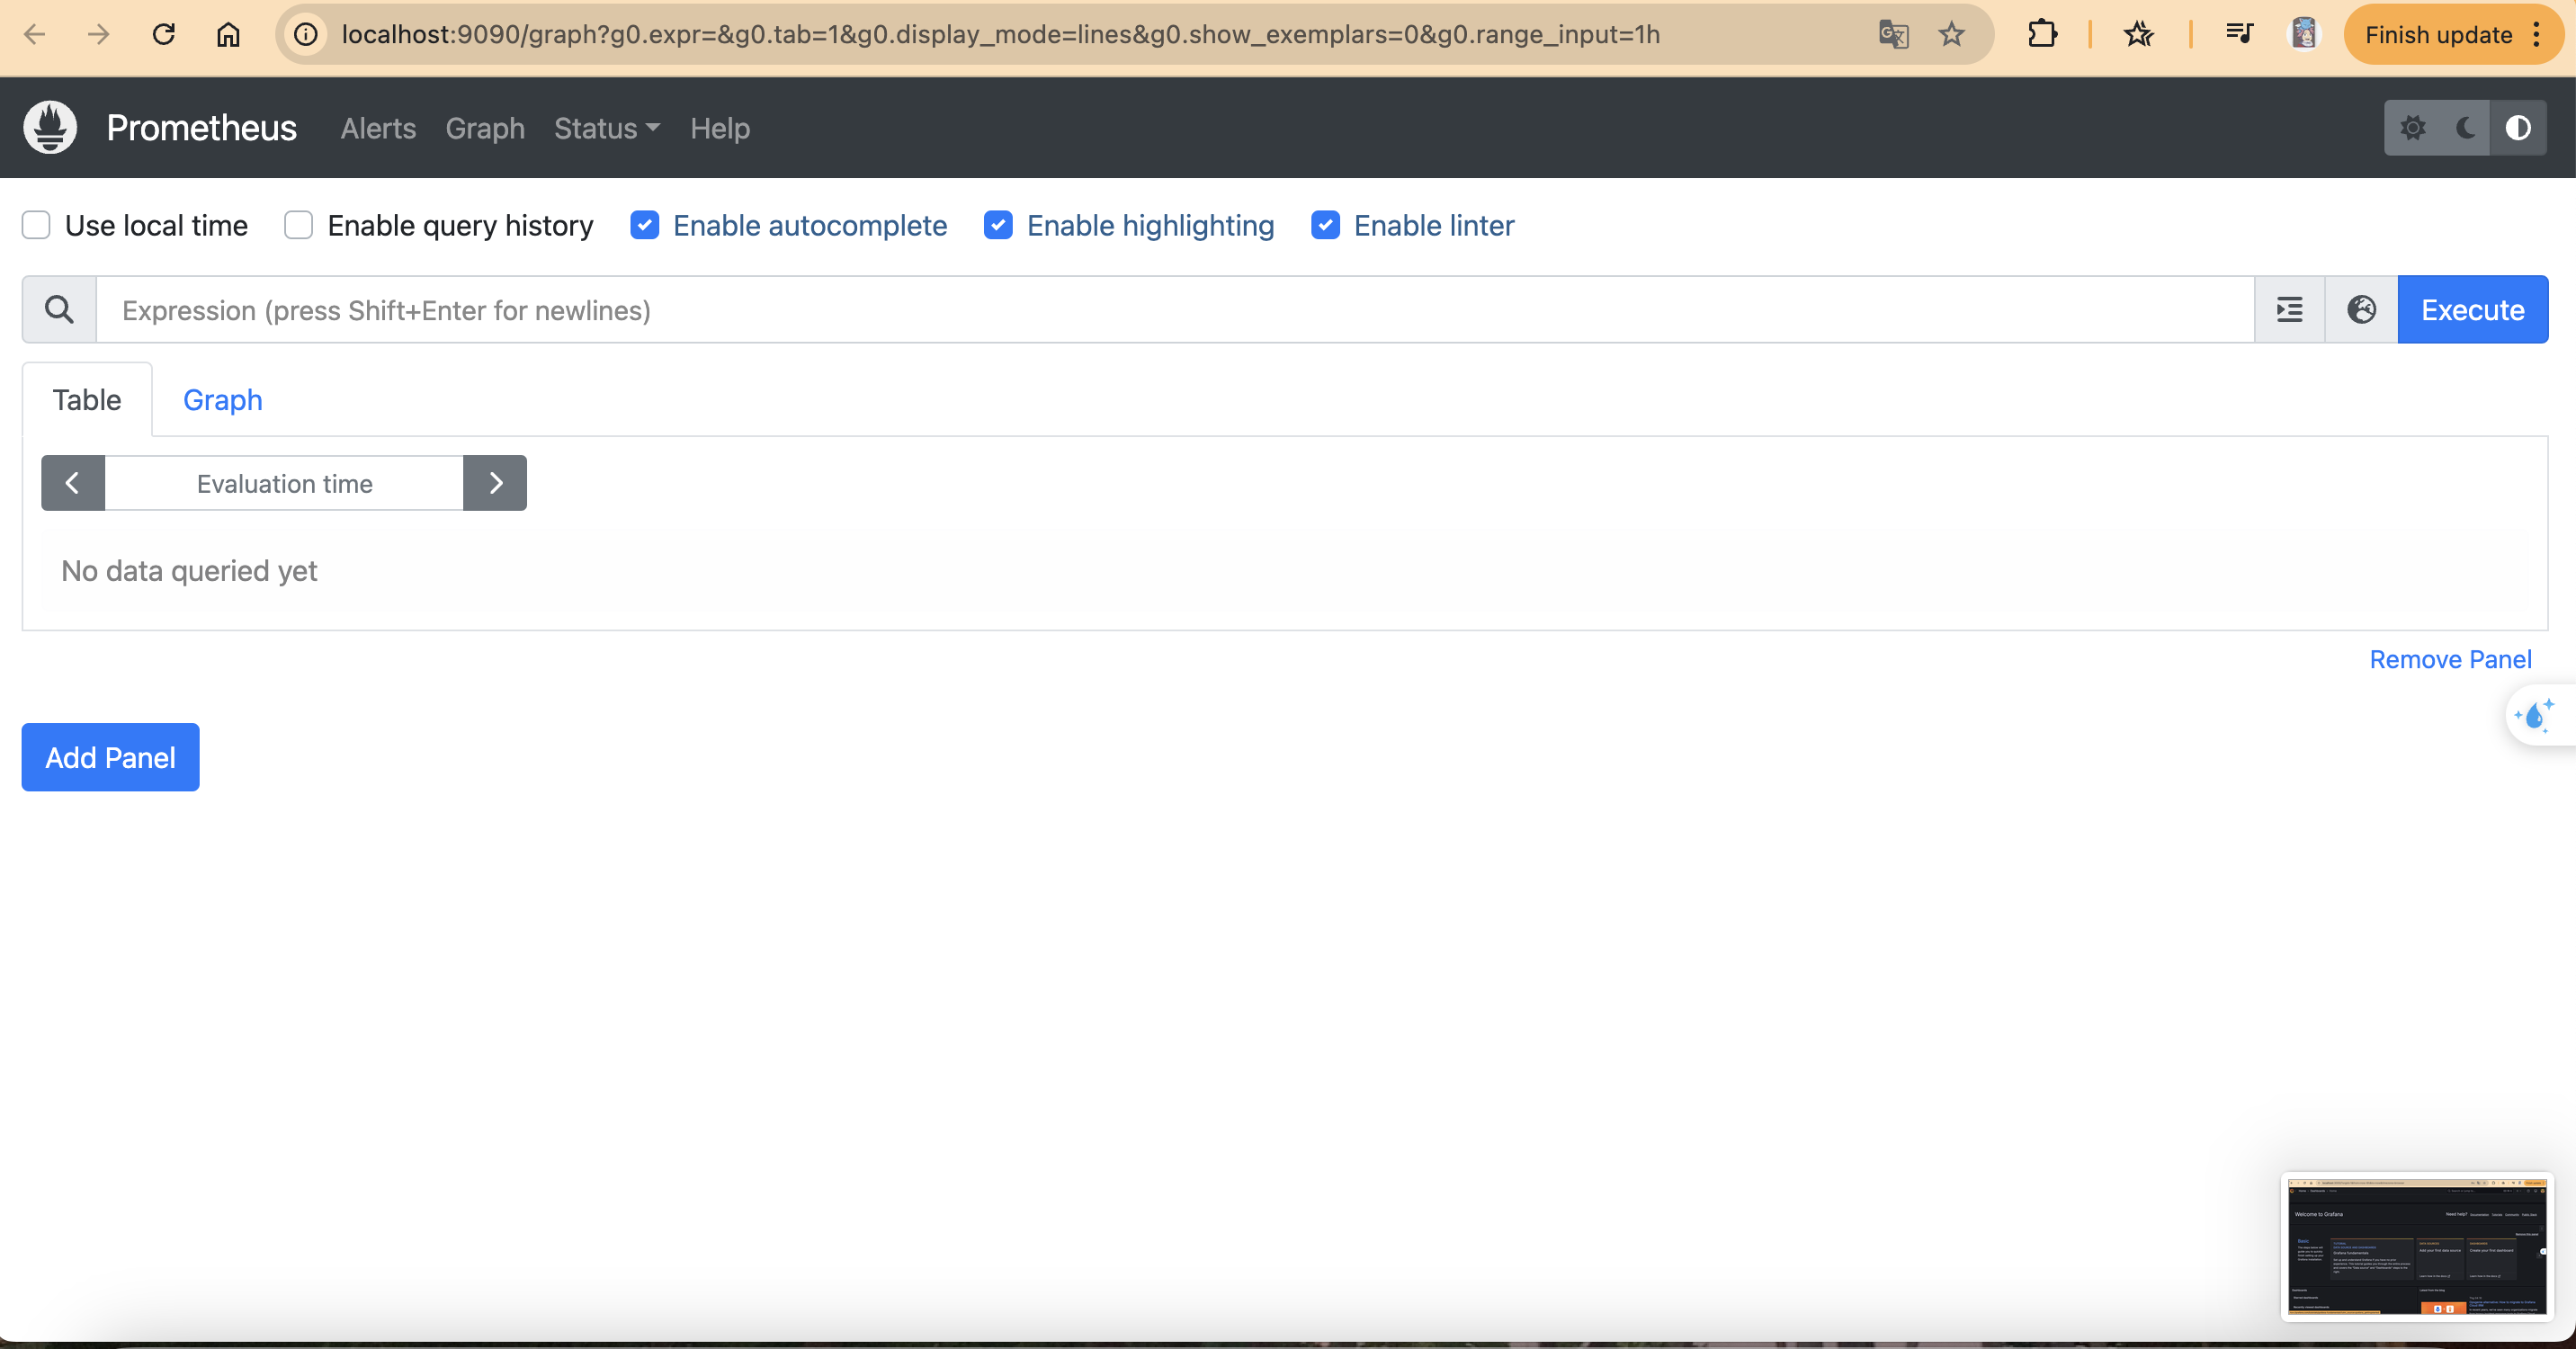 localhost:9090/graph?g0.expr=&g0.tab=1&g0.display_mode=lines&g0.show_exemplars=0&g0.range_input=1h
Finish update
Prometheus Alerts Graph Status Help
Use local time Enable query history Enable autocomplete Enable highlighting Enable linter
Expression (press Shift+Enter for newlines) Execute
Table Graph
Evaluation time
No data queried yet
Remove Panel
Add Panel
Welcome to Grafana
Need help?